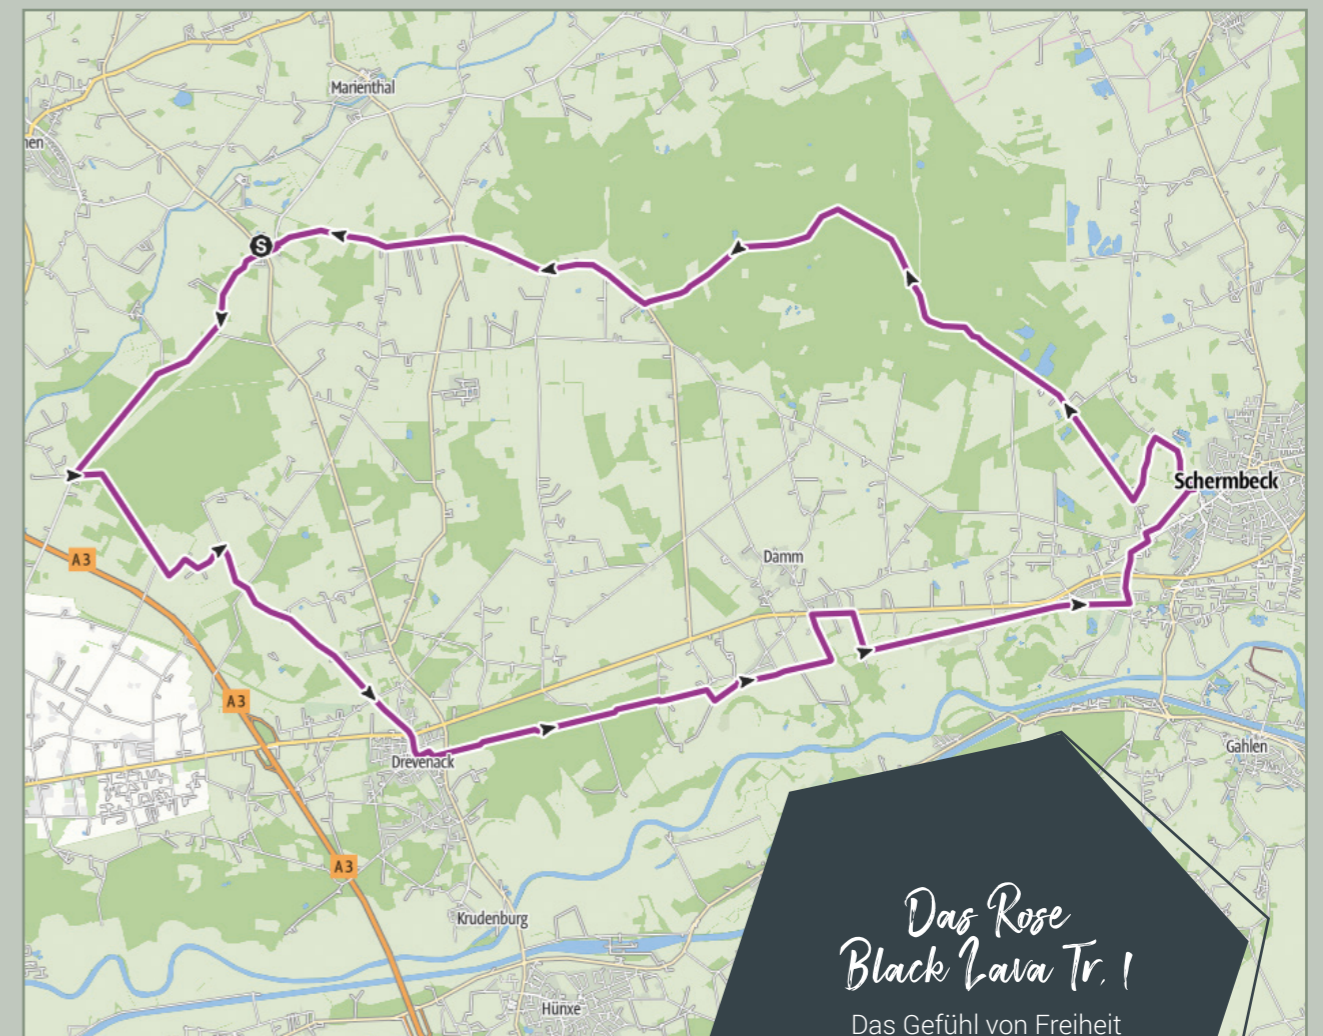 Marienthal
nen
S
Schermbeck
Damm
A3
A3
Drevenack
Gahlen
A3
Krudenburg
Hünxe
Das Rose
Black Lava Tr. 1
Das Gefühl von Freiheit